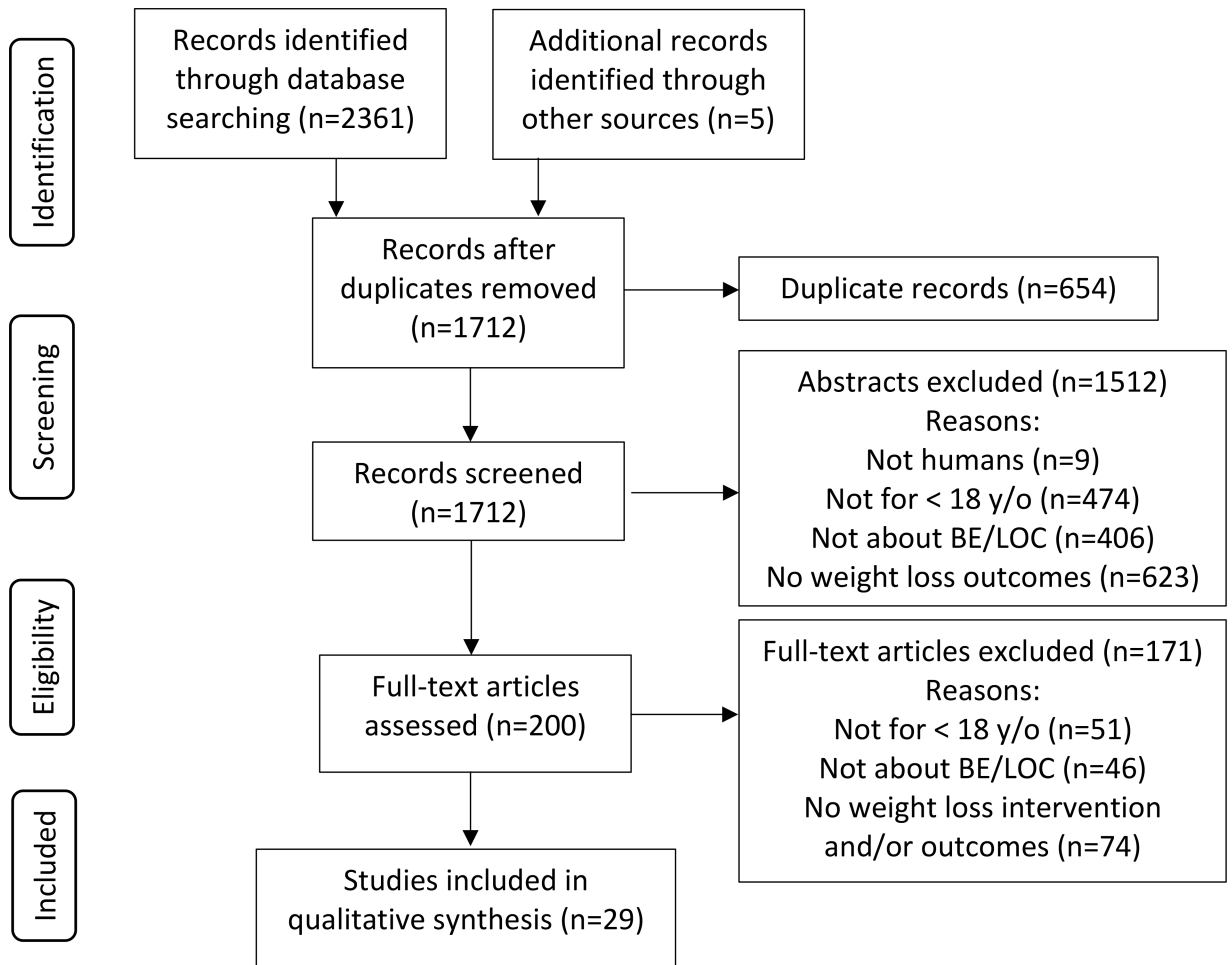 Identification
Records identified
through database
searching (n=2361)
Additional records
identified through
other sources (n=5)
Records after
duplicates removed
(n=1712)
Duplicate records (n=654)
Screening
Records screened
(n=1712)
Abstracts excluded (n=1512)
Reasons:
Not humans (n=9)
Not for < 18 y/o (n=474)
Not about BE/LOC (n=406)
No weight loss outcomes (n=623)
Eligibility
Full-text articles
assessed (n=200)
Full-text articles excluded (n=171)
Reasons:
Not for < 18 y/o (n=51)
Not about BE/LOC (n=46)
No weight loss intervention
and/or outcomes (n=74)
Included
Studies included in
qualitative synthesis (n=29)